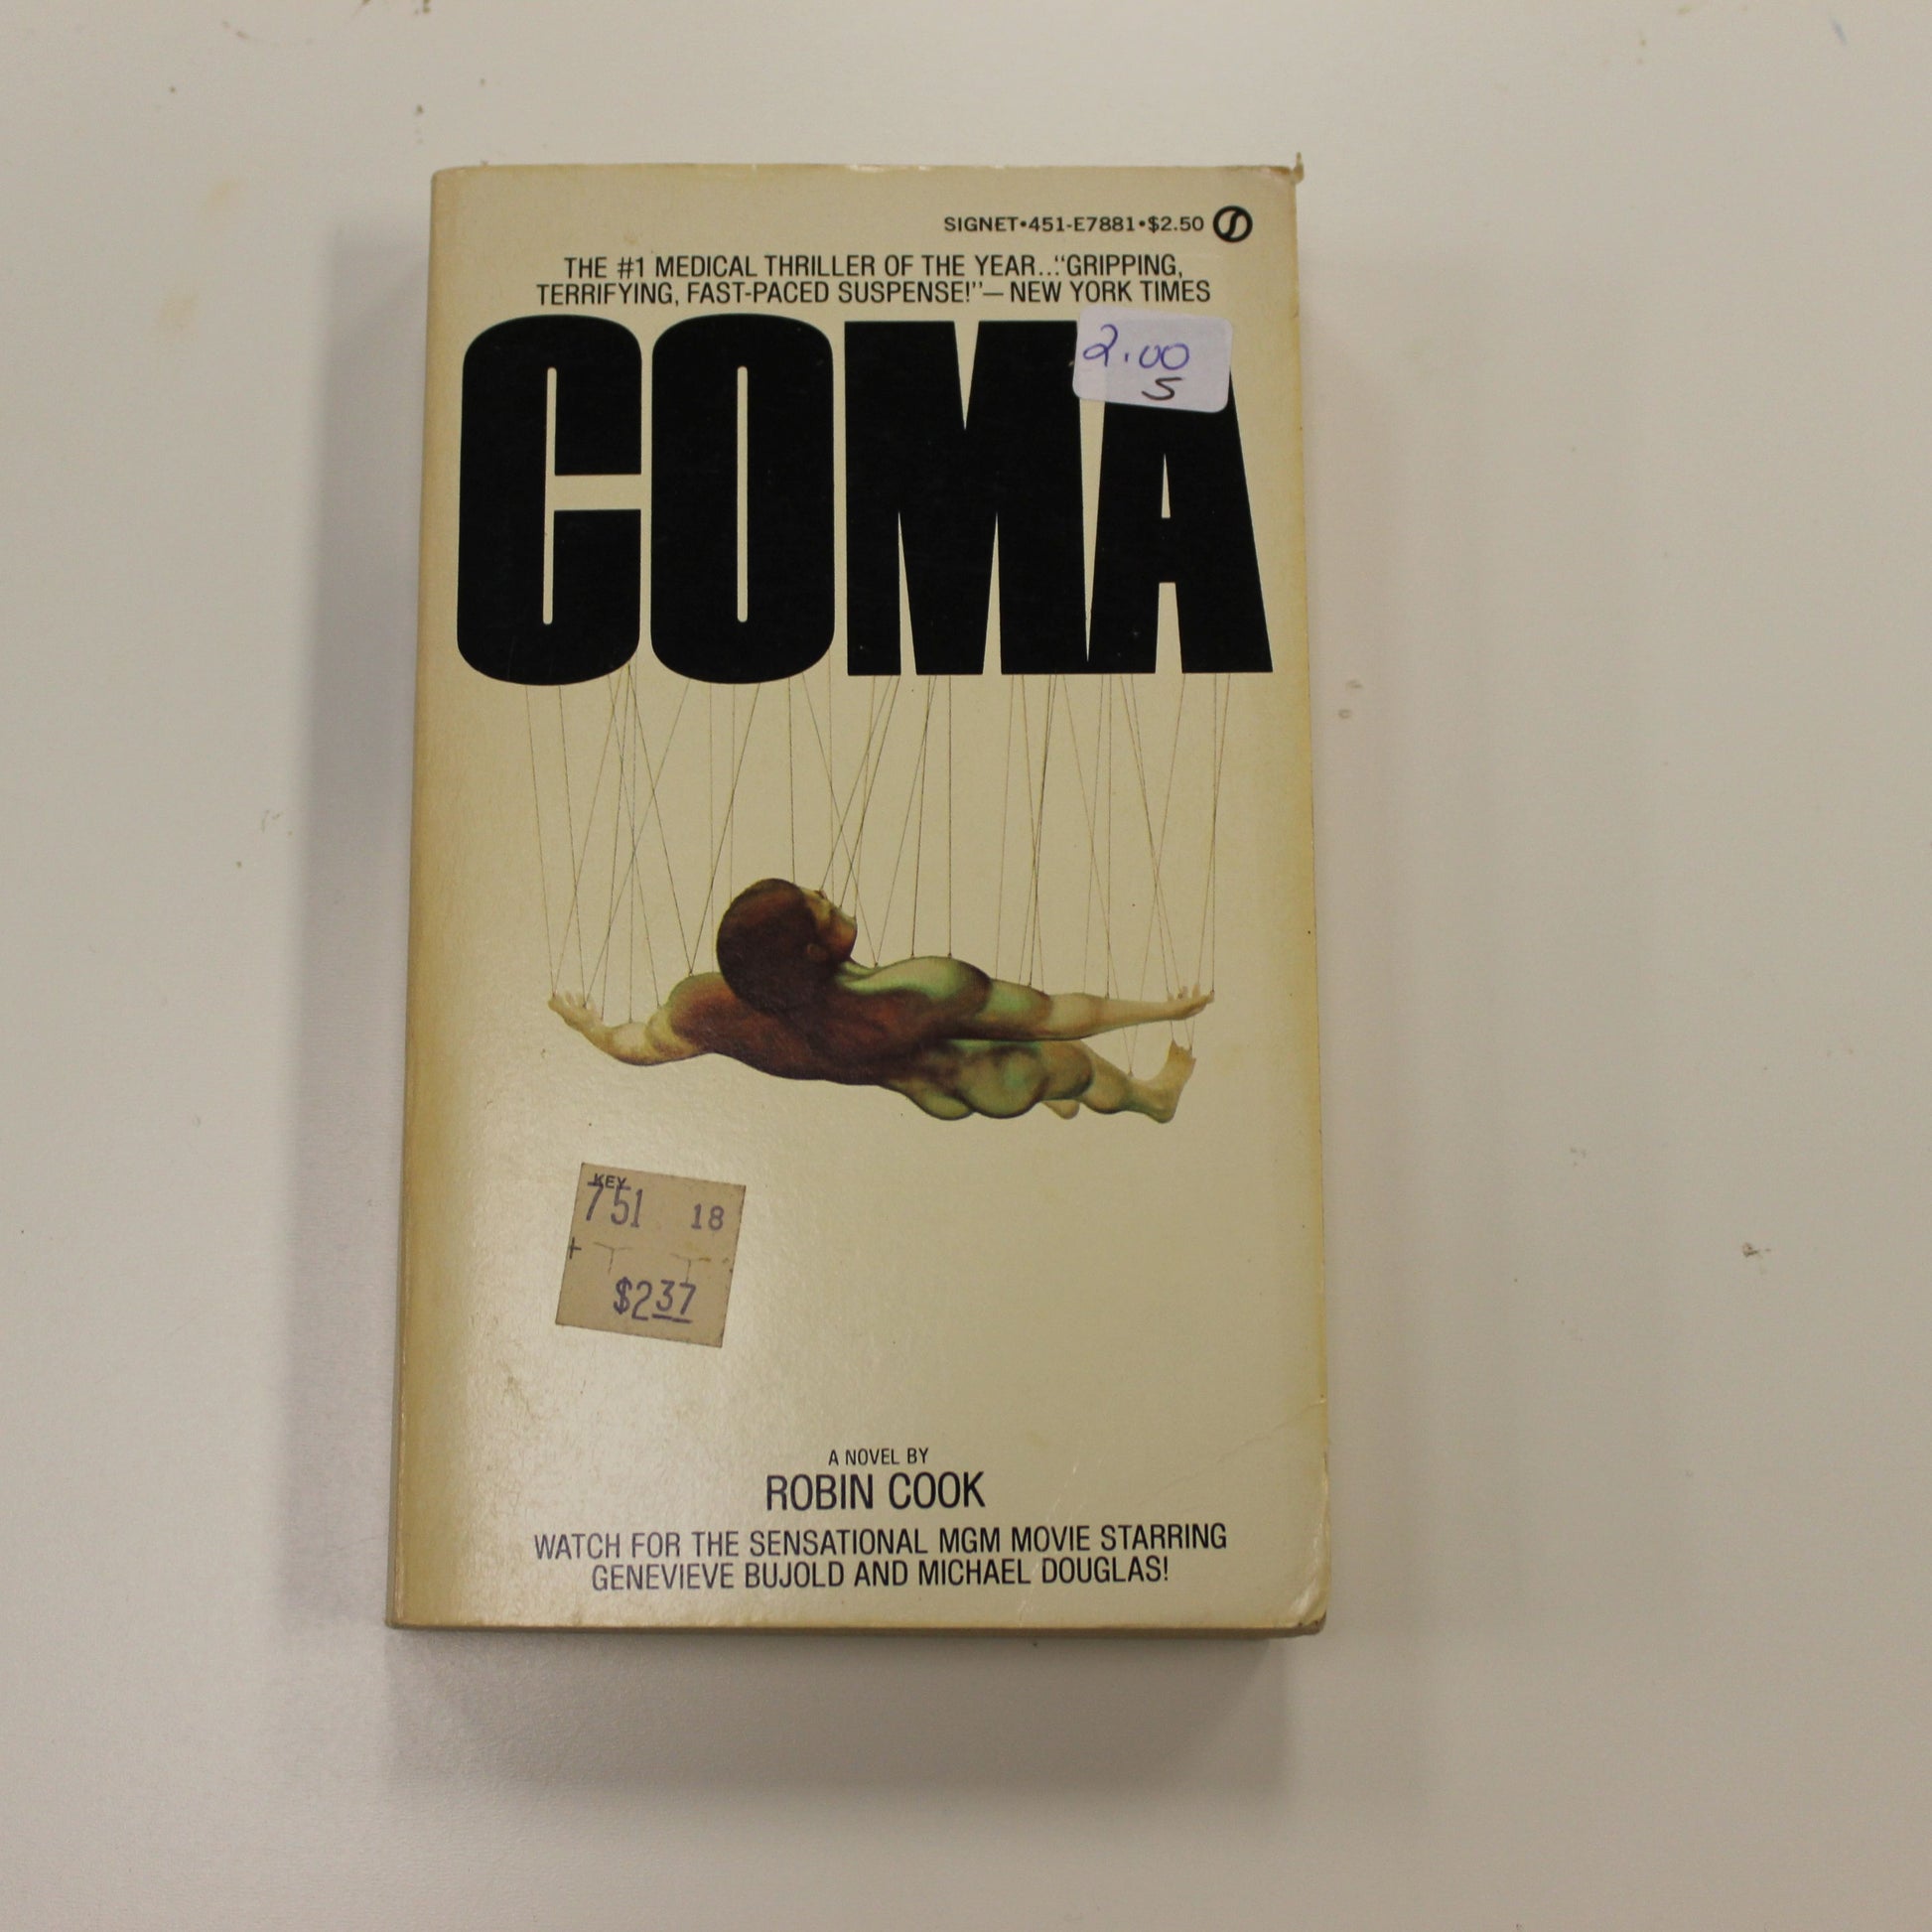 SIGNET•451-E7881•$2.50
THE #1 MEDICAL THRILLER OF THE YEAR..."GRIPPING,
TERRIFYING, FAST-PACED SUSPENSE!"—NEW YORK TIMES
COMA
2.00
S
KEY
751 18
$2.37
A NOVEL BY
ROBIN COOK
WATCH FOR THE SENSATIONAL MGM MOVIE STARRING
GENEVIEVE BUJOLD AND MICHAEL DOUGLAS!